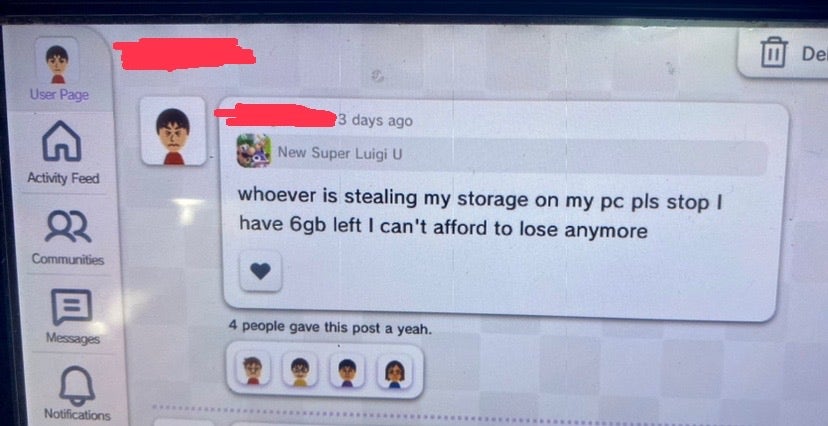 User Page
De
3 days ago
New Super Luigi U
Activity Feed
whoever is stealing my storage on my pc pls stop I
have 6gb left I can't afford to lose anymore
Communities
4 people gave this post a yeah.
Messages
Notifications